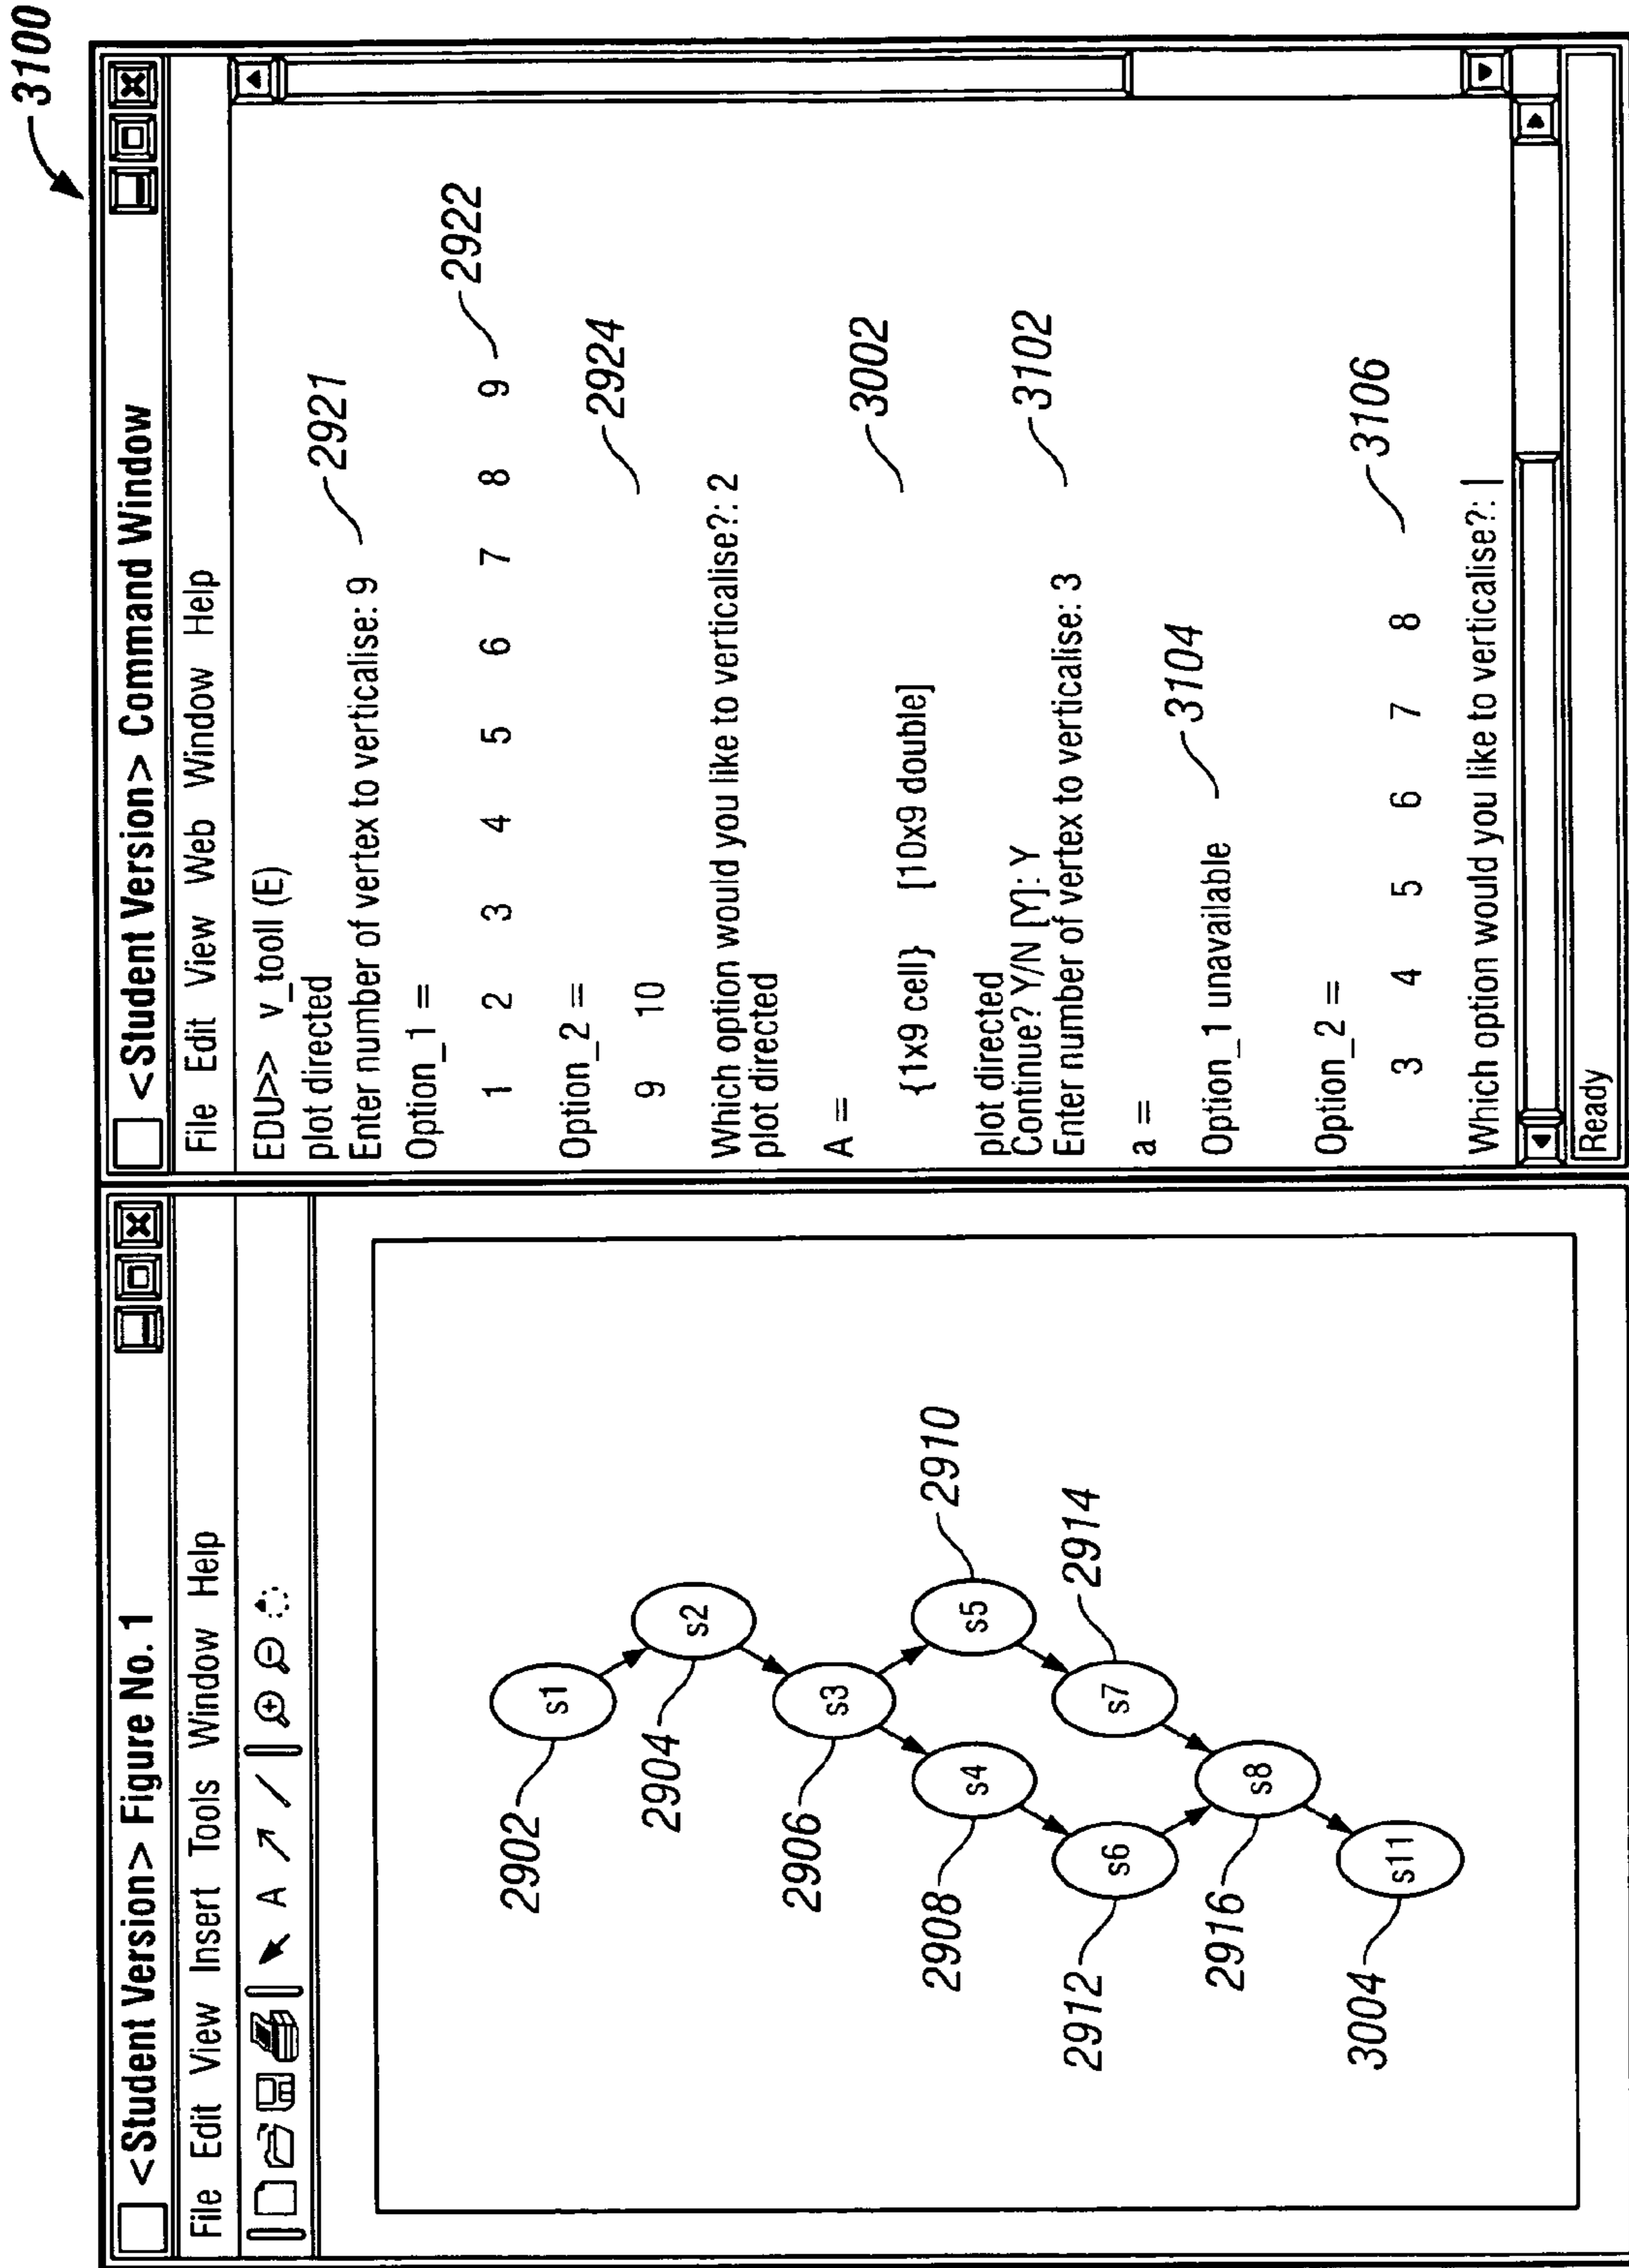 3100
<Student Version> Figure No. 1
File Edit View Insert Tools Window Help
A
2902
s1
2904
s2
2906
s3
2908
s4
s5
2910
2912
s6
s7
2914
2916
s8
3004
s11
<Student Version> Command Window
File Edit View Web Window Help
EDU>> v_tooll (E)
plot directed
Enter number of vertex to verticalise: 9
2921
Option_1 =
1 2 3 4 5 6 7 8 9
2922
Option_2 =
9 10
2924
Which option would you like to verticalise?: 2
plot directed
A =
{1x9 cell} [10x9 double]
3002
plot directed
Continue? Y/N [Y]: Y
Enter number of vertex to verticalise: 3
3102
a =
Option_1 unavailable
3104
Option_2 =
3 4 5 6 7 8
3106
Which option would you like to verticalise?: |
Ready